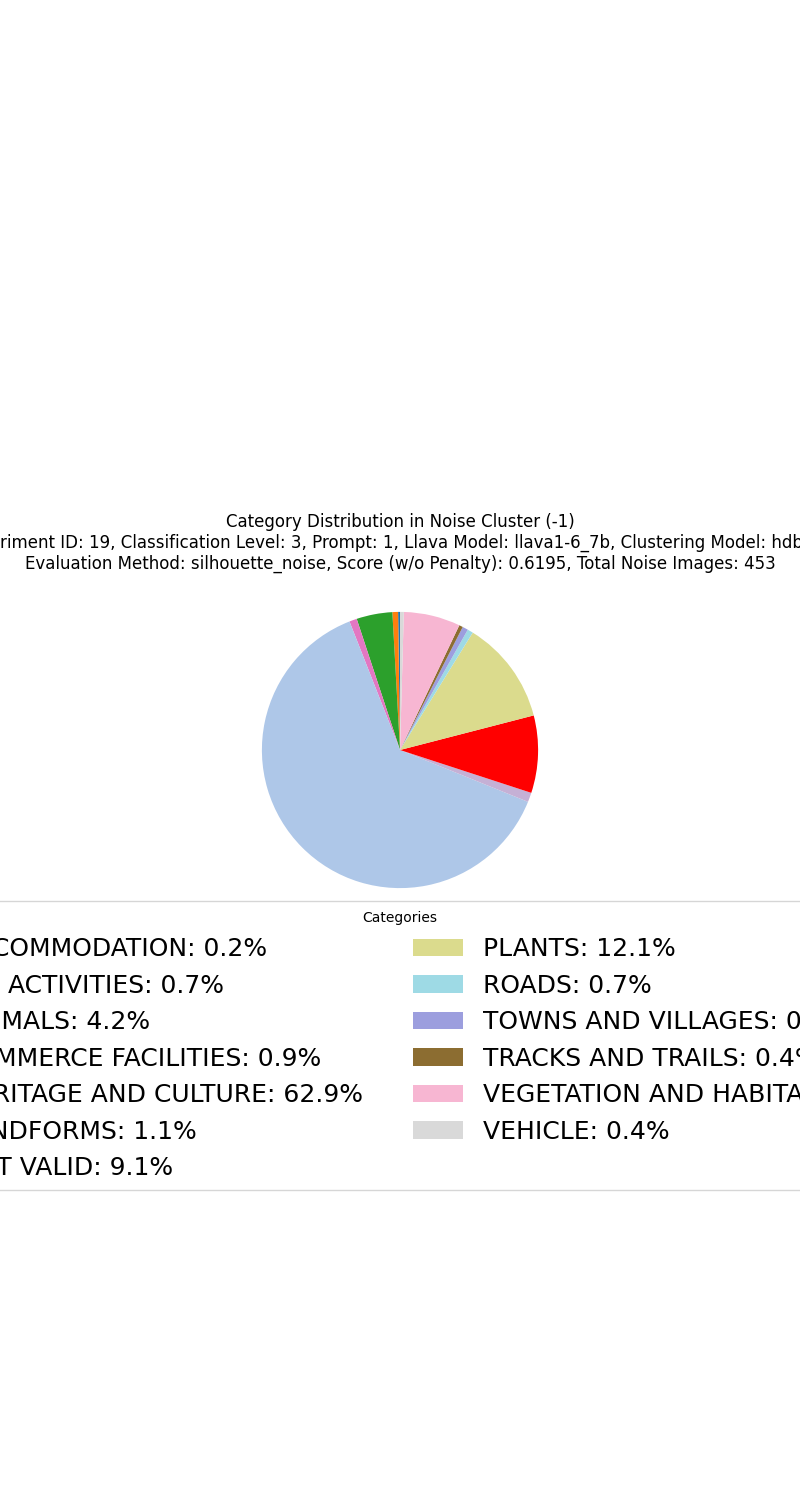 Category Distribution in Noise Cluster (-1)
riment ID: 19, Classification Level: 3, Prompt: 1, Llava Model: llava1-6_7b, Clustering Model: hdb
Evaluation Method: silhouette_noise, Score (w/o Penalty): 0.6195, Total Noise Images: 453
Categories
COMMODATION: 0.2%
ACTIVITIES: 0.7%
MALS: 4.2%
MMERCE FACILITIES: 0.9%
RITAGE AND CULTURE: 62.9%
NDFORMS: 1.1%
T VALID: 9.1%
PLANTS: 12.1%
ROADS: 0.7%
TOWNS AND VILLAGES: 0
TRACKS AND TRAILS: 0.4%
VEGETATION AND HABITA
VEHICLE: 0.4%